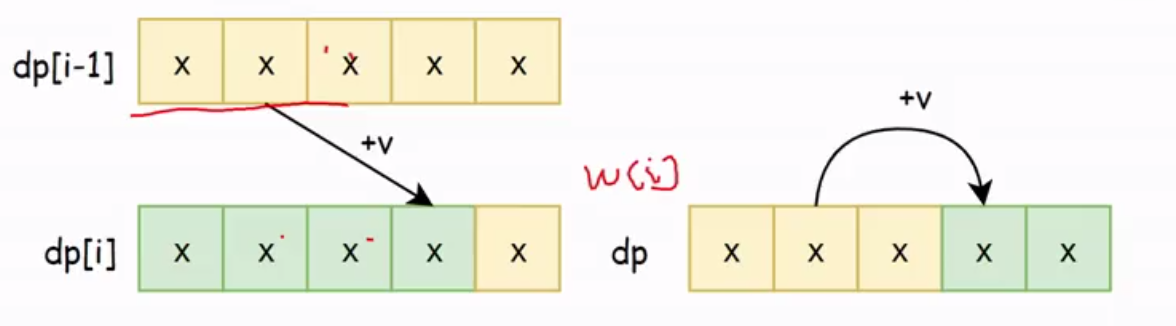 dp[i-1] x x x x x
+v
+v
w[i]
dp[i] x x x x x
dp x x x x x